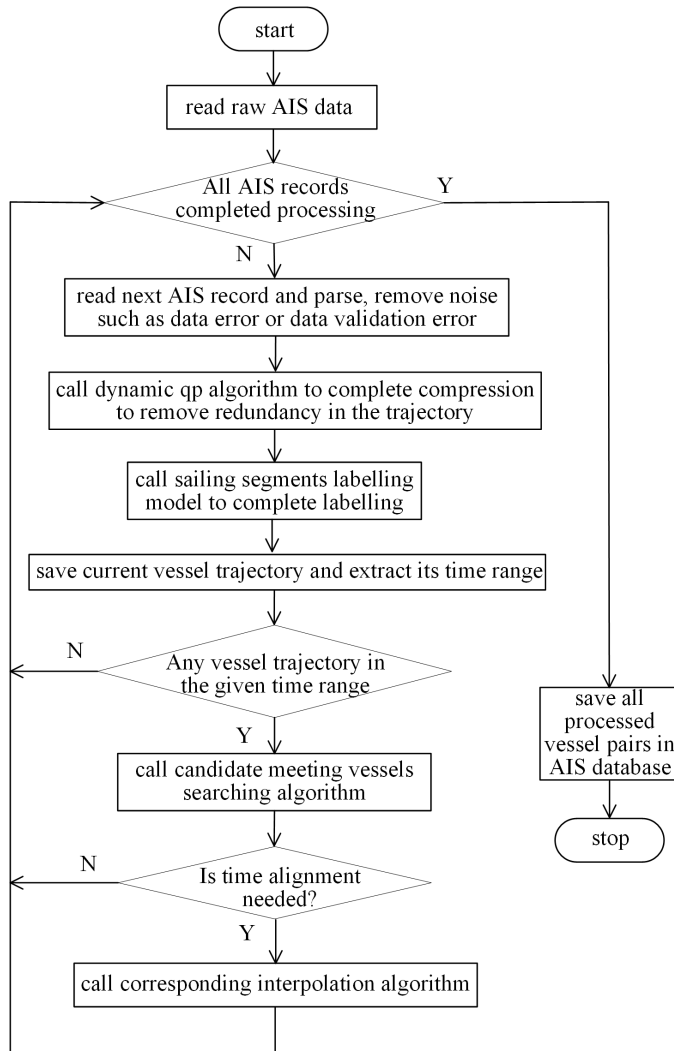 start
read raw AIS data
All AIS records
completed processing
Y
N
read next AIS record and parse, remove noise
such as data error or data validation error
call dynamic qp algorithm to complete compression
to remove redundancy in the trajectory
call sailing segments labelling
model to complete labelling
save current vessel trajectory and extract its time range
N
Any vessel trajectory in
the given time range
Y
call candidate meeting vessels
searching algorithm
N
Is time alignment
needed?
Y
call corresponding interpolation algorithm
save all
processed
vessel pairs in
AIS database
stop